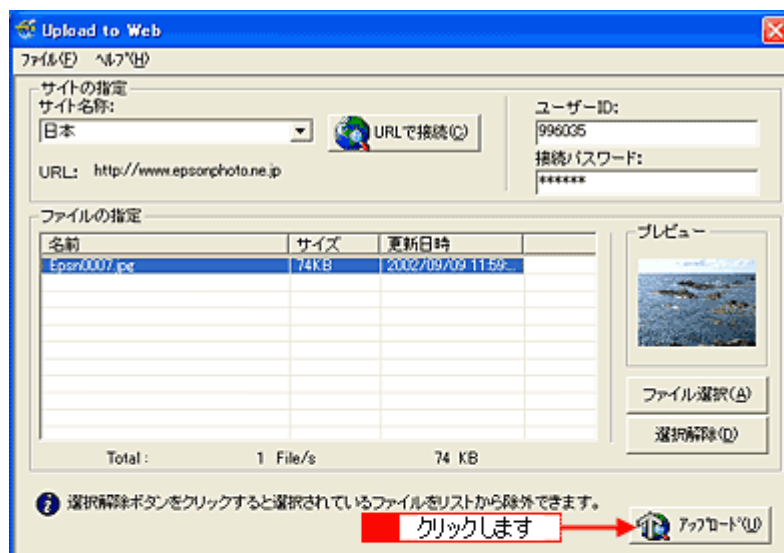 Upload to Web
ファイル(F) ヘルプ(H)
サイトの指定
サイト名称:
日本
URLで接続(C)
URL: http://www.epsonphoto.ne.jp
ユーザーID:
996035
接続パスワード:
******
ファイルの指定
名前 サイズ 更新日時
Epsn0007.jpg 74KB 2002/09/09 11:59:...
Total : 1 File/s 74 KB
プレビュー
ファイル選択(A)
選択解除(D)
選択解除ボタンをクリックすると選択されているファイルをリストから除外できます。
クリックします
アップロード(U)